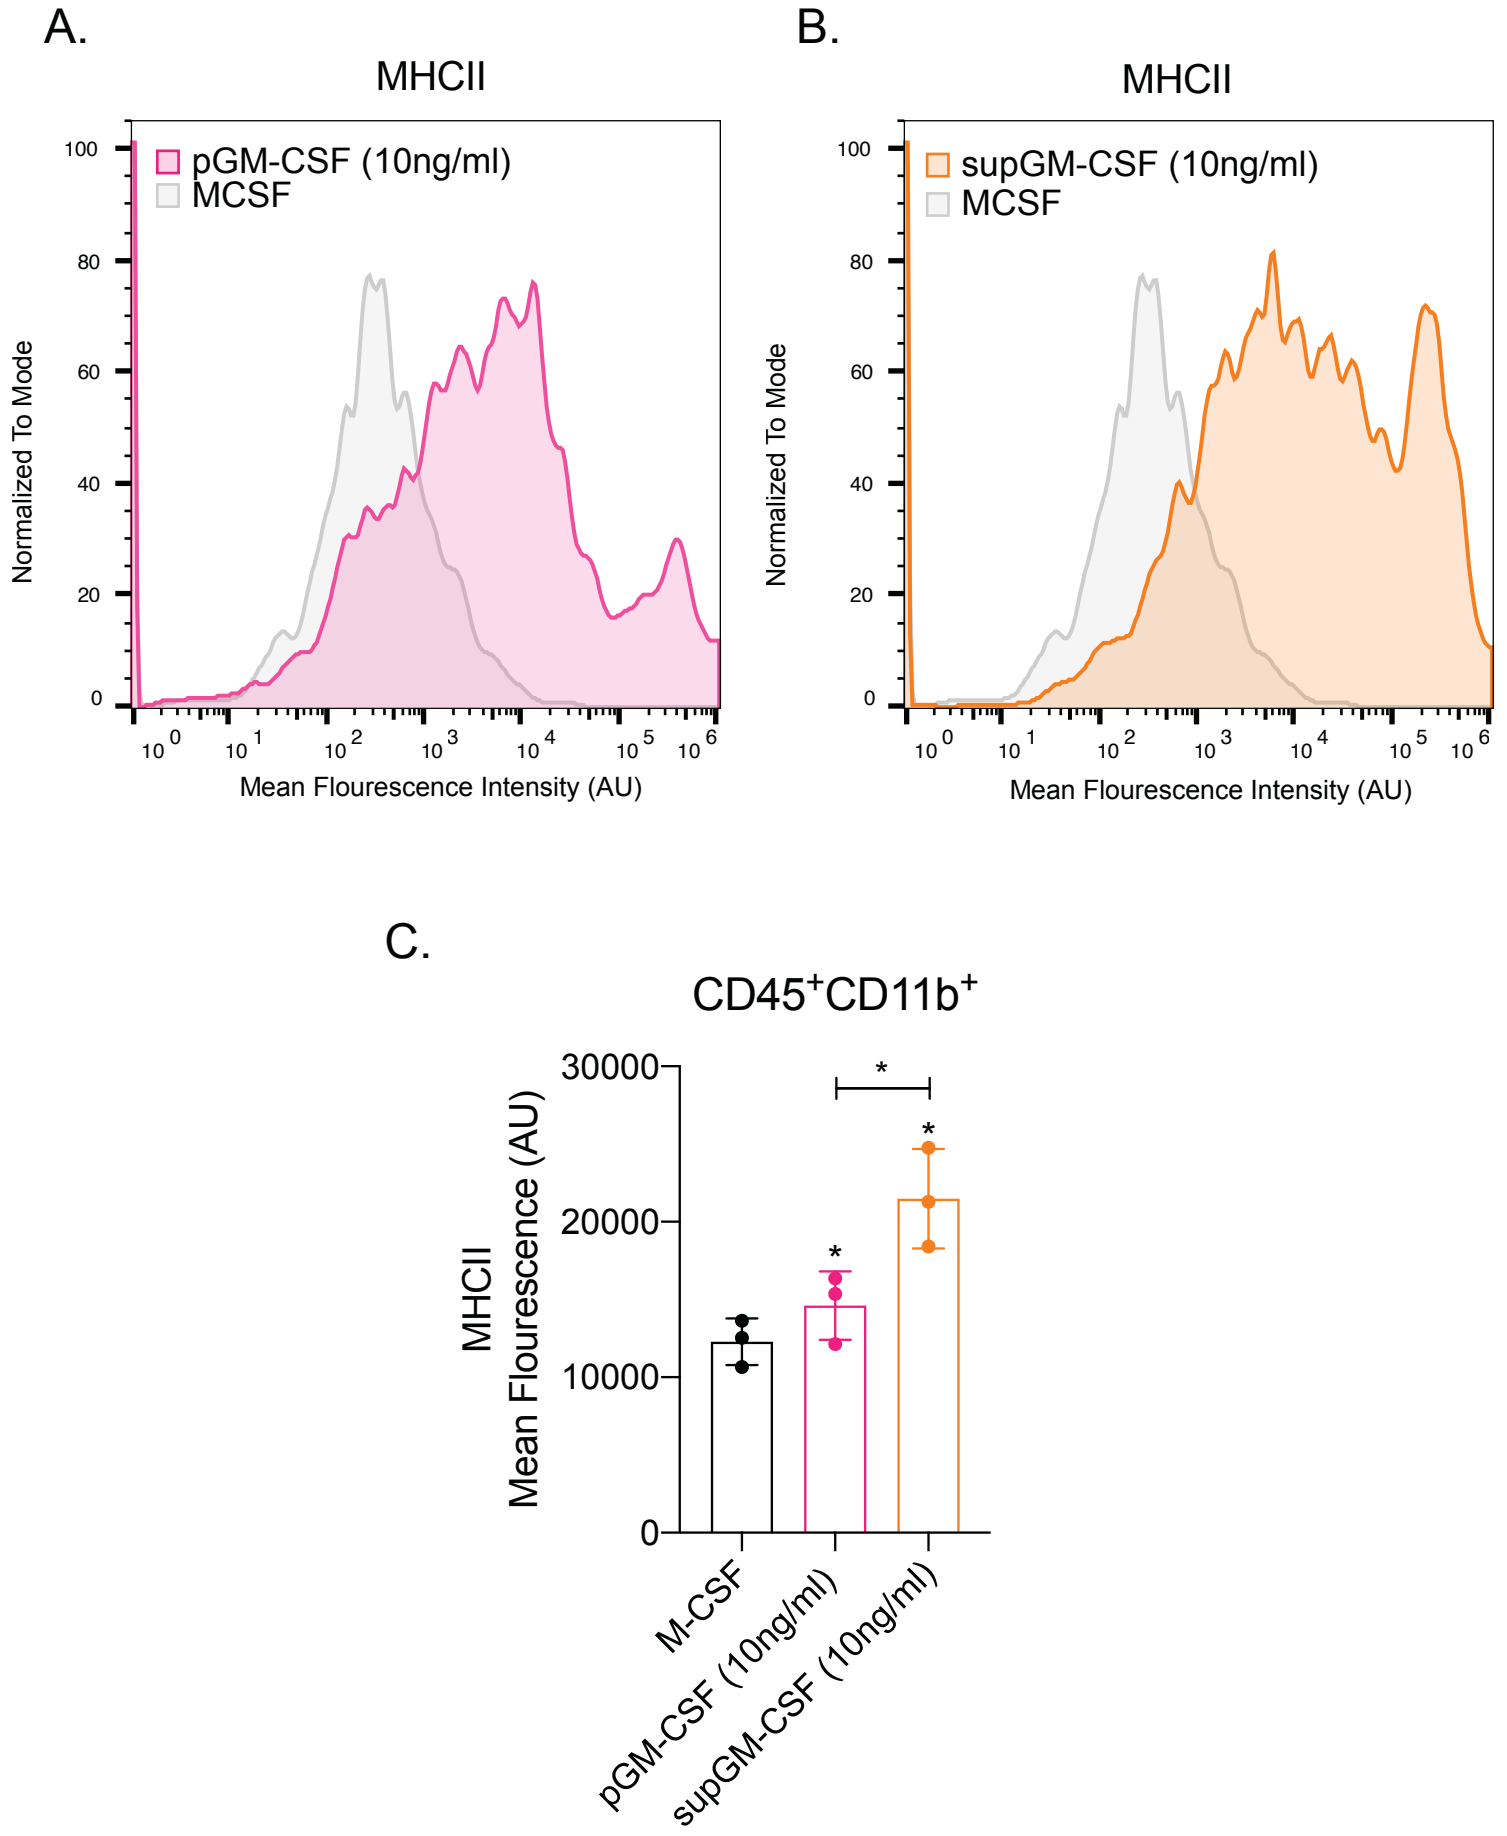 A.
MHCII
pGM-CSF (10ng/ml)
MCSF
Normalized To Mode
100
80
60
40
20
0
10 0
10 1
10 2
10 3
10 4
10 5
10 6
Mean Flourescence Intensity (AU)
B.
MHCII
supGM-CSF (10ng/ml)
MCSF
Normalized To Mode
100
80
60
40
20
0
10 0
10 1
10 2
10 3
10 4
10 5
10 6
Mean Flourescence Intensity (AU)
C.
CD45+CD11b+
MHCII
Mean Flourescence (AU)
30000
20000
10000
0
*
*
*
M-CSF
pGM-CSF (10ng/ml)
supGM-CSF (10ng/ml)